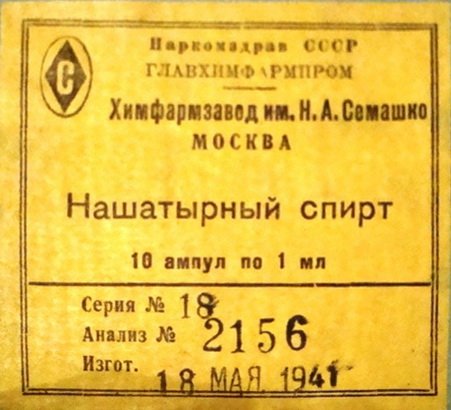 С
Наркомздрав СССР
ГЛАВХИМФАРМПРОМ
Химфармзавод им. Н. А. Семашко
МОСКВА
Нашатырный спирт
10 ампул по 1 мл
Серия № 18
Анализ № 2156
Изгот. 18 МАЯ 1941